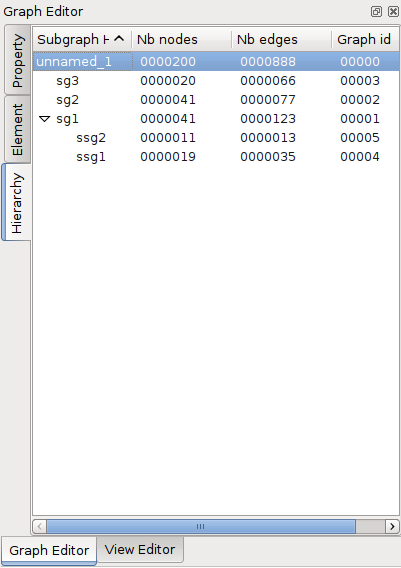 Graph Editor
Property
Element
Hierarchy
Subgraph H Nb nodes Nb edges Graph id
unnamed_1 0000200 0000888 00000
sg3 0000020 0000066 00003
sg2 0000041 0000077 00002
sg1 0000041 0000123 00001
ssg2 0000011 0000013 00005
ssg1 0000019 0000035 00004
Graph Editor View Editor